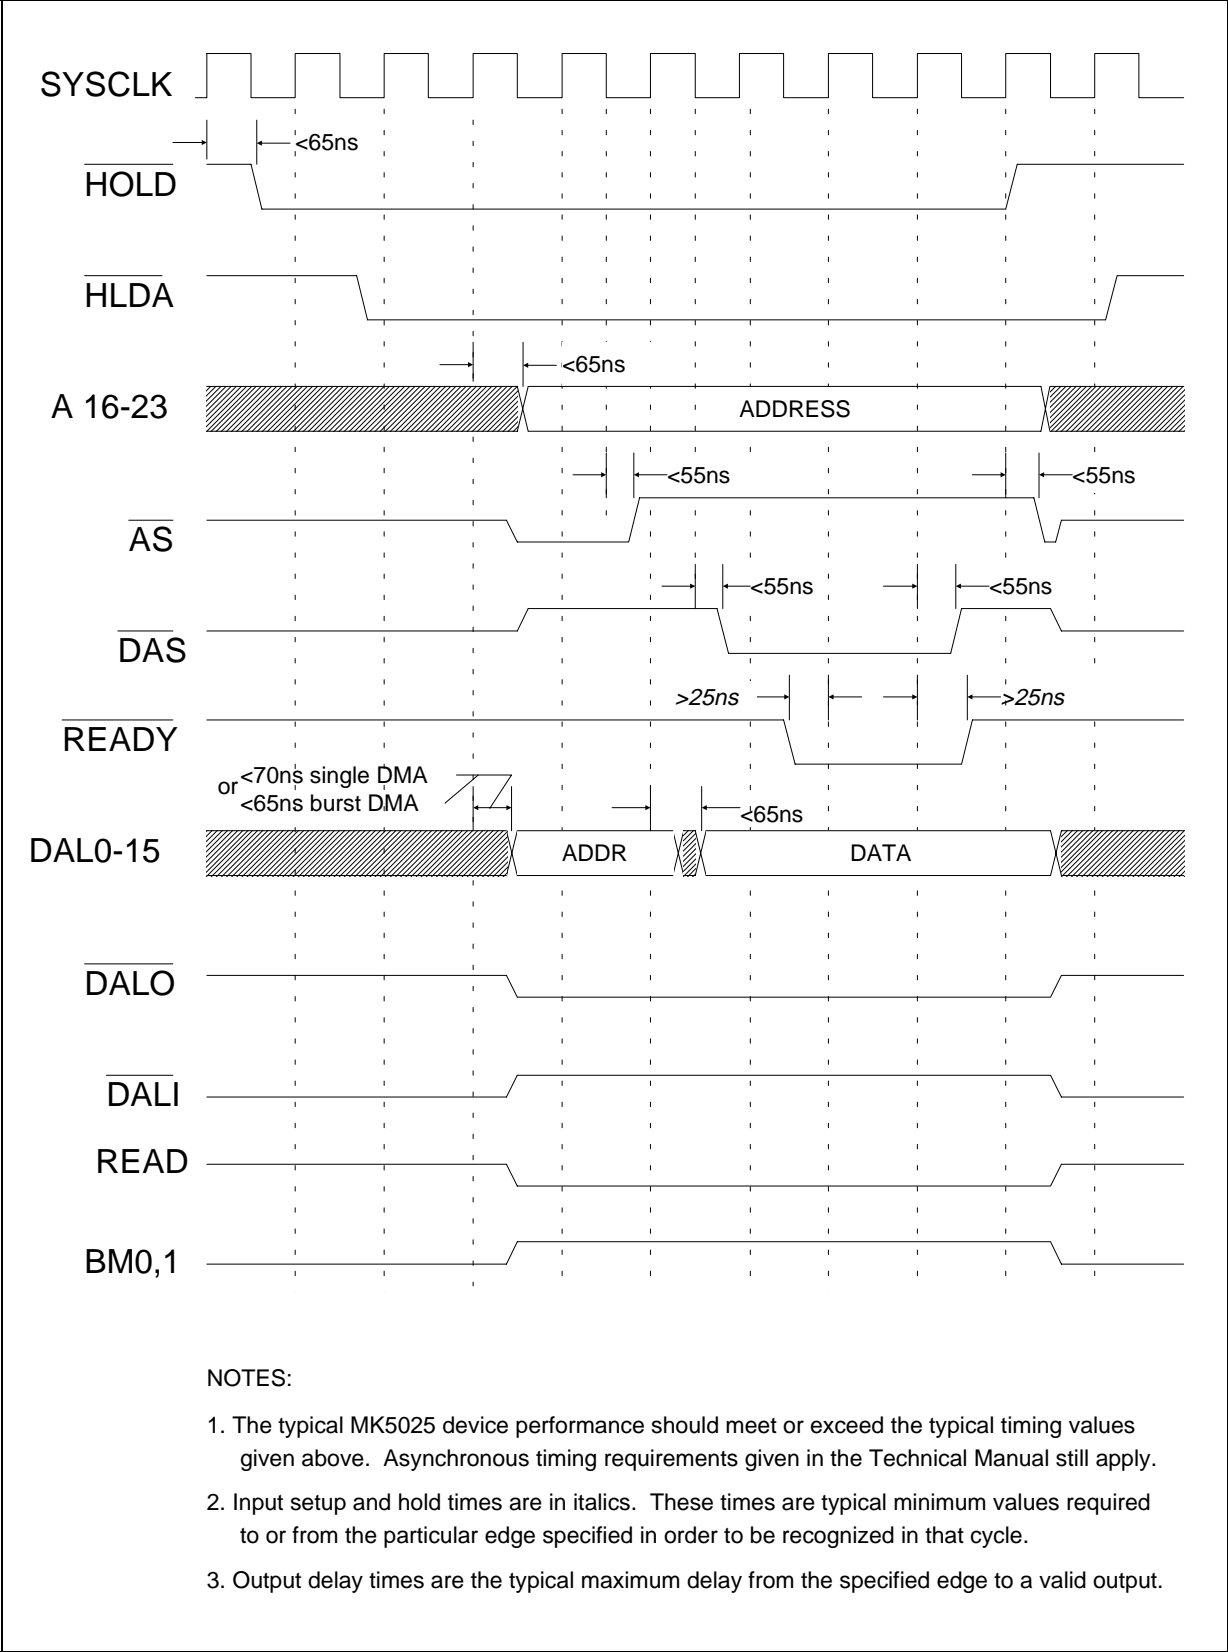 SYSCLK
<65ns
HOLD
HLDA
<65ns
A 16-23
ADDRESS
<55ns
<55ns
AS
<55ns
<55ns
DAS
>25ns
>25ns
READY
or <70ns single DMA
<65ns burst DMA
<65ns
DAL0-15
ADDR
DATA
DALO
DALI
READ
BM0,1
NOTES:
1. The typical MK5025 device performance should meet or exceed the typical timing values
given above. Asynchronous timing requirements given in the Technical Manual still apply.
2. Input setup and hold times are in italics. These times are typical minimum values required
to or from the particular edge specified in order to be recognized in that cycle.
3. Output delay times are the typical maximum delay from the specified edge to a valid output.